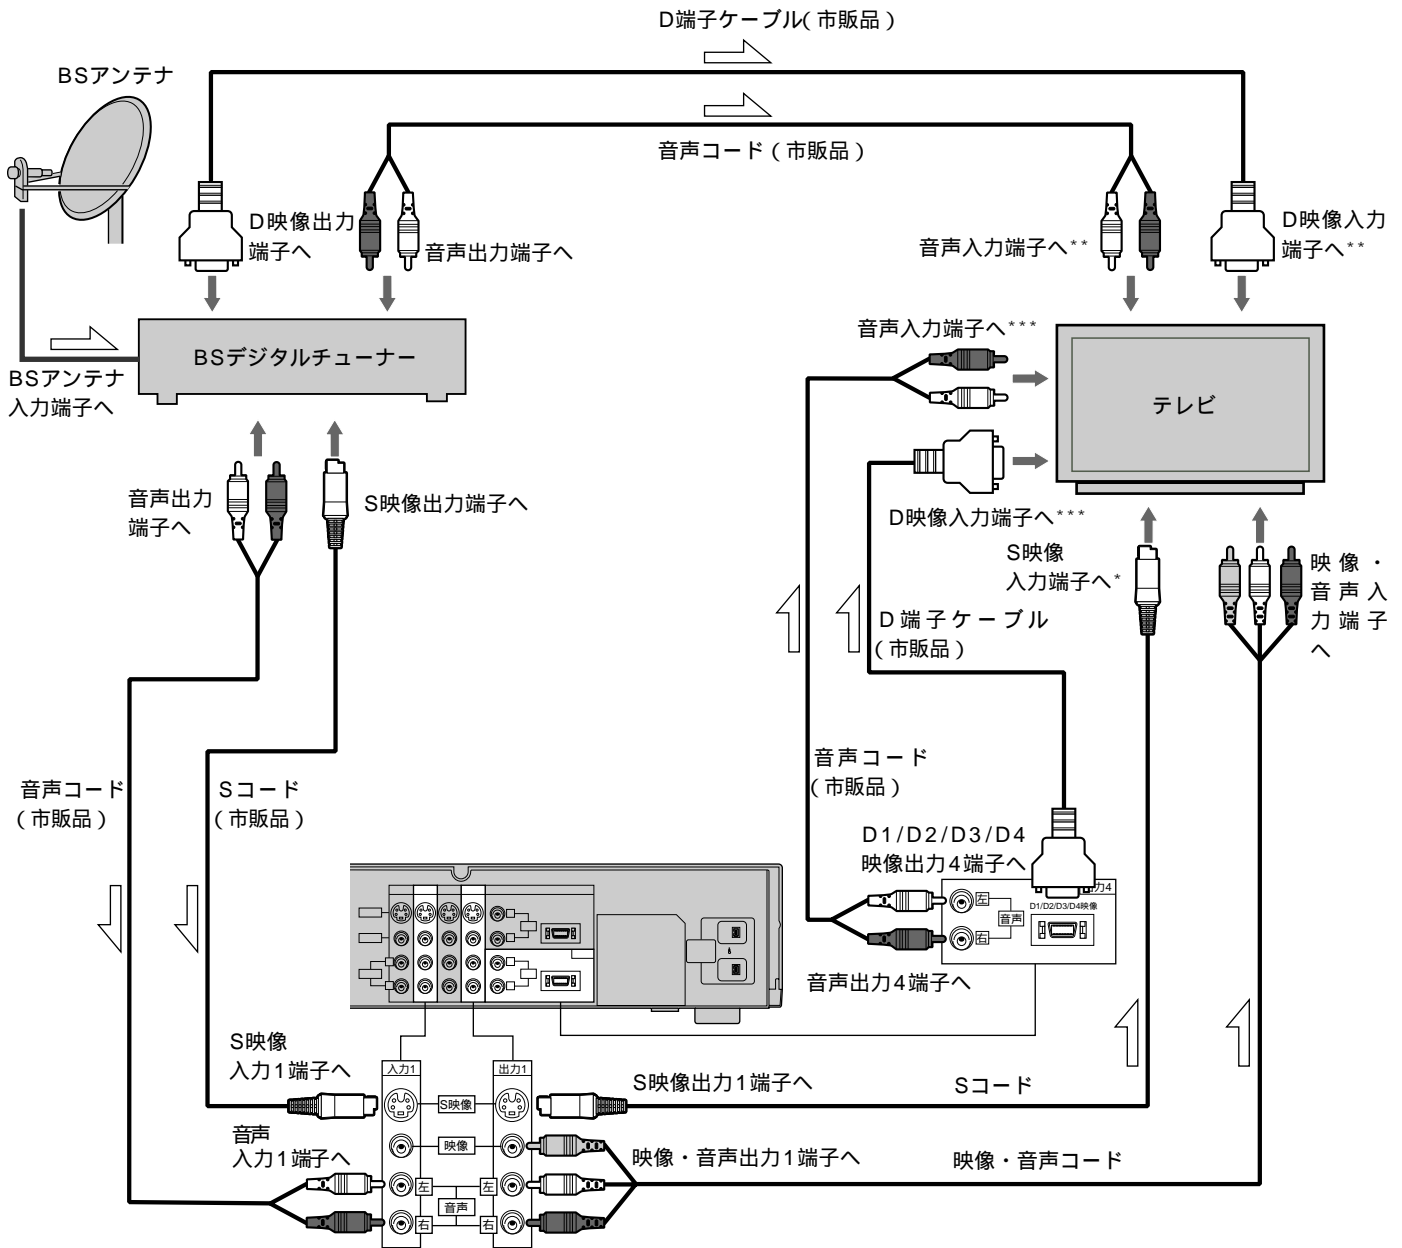 D端子ケーブル(市販品)
BSアンテナ
音声コード(市販品)
D映像出力
端子へ
音声出力端子へ
音声入力端子へ**
D映像入力
端子へ**
BSデジタルチューナー
BSアンテナ
入力端子へ
音声入力端子へ***
テレビ
D映像入力端子へ***
音声出力
端子へ
S映像出力端子へ
S映像
入力端子へ*
映像・
音声入
力端子
へ
D端子ケーブル
(市販品)
音声コード
(市販品)
Sコード
(市販品)
音声コード
(市販品)
D1/D2/D3/D4
映像出力4端子へ
力4
D1/D2/D3/D4映像
左
音声
右
音声出力4端子へ
S映像
入力1端子へ
入力1
出力1
S映像出力1端子へ
Sコード
S映像
音声
入力1端子へ
映像
映像・音声出力1端子へ
映像・音声コード
左
左
音声
右
右